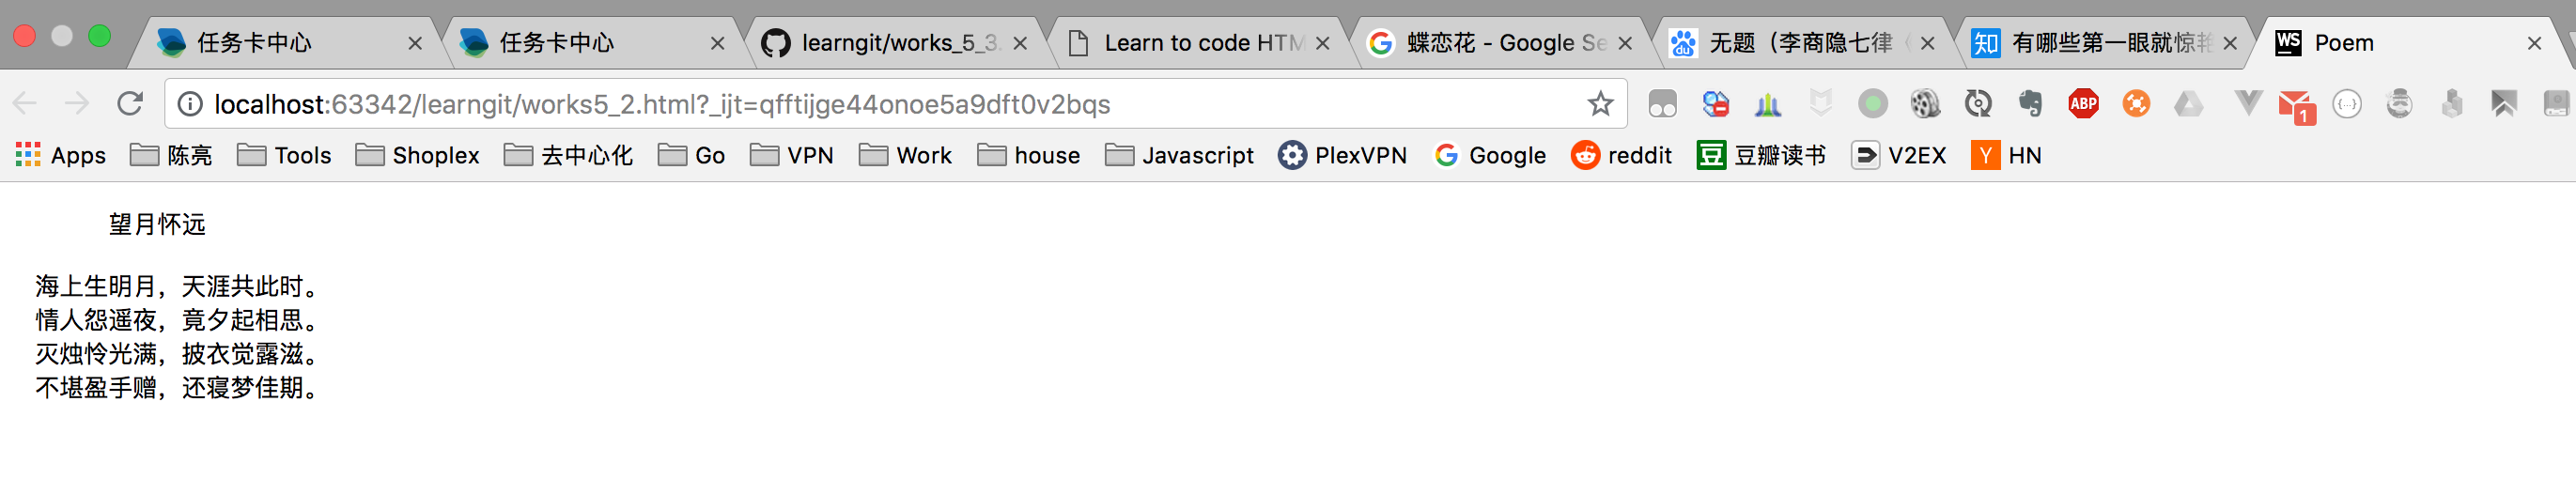 任务卡中心
任务卡中心
learngit/works_5_3.
Learn to code HTM
蝶恋花 - Google Se
无题（李商隐七律
有哪些第一眼就惊艳
Poem
localhost:63342/learngit/works5_2.html?_ijt=qfftijge44onoe5a9dft0v2bqs
ABP
1
Apps 陈亮 Tools Shoplex 去中心化 Go VPN Work house Javascript PlexVPN Google reddit 豆瓣读书 V2EX HN
望月怀远
海上生明月，天涯共此时。
情人怨遥夜，竟夕起相思。
灭烛怜光满，披衣觉露滋。
不堪盈手赠，还寝梦佳期。